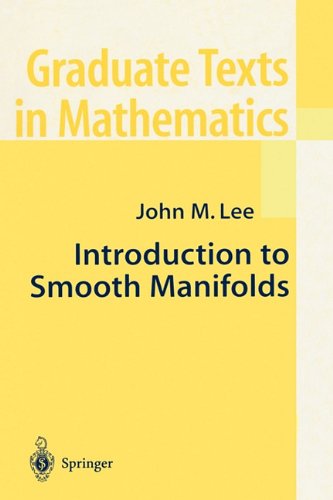 Graduate Texts
in Mathematics
John M. Lee
Introduction to
Smooth Manifolds
Springer